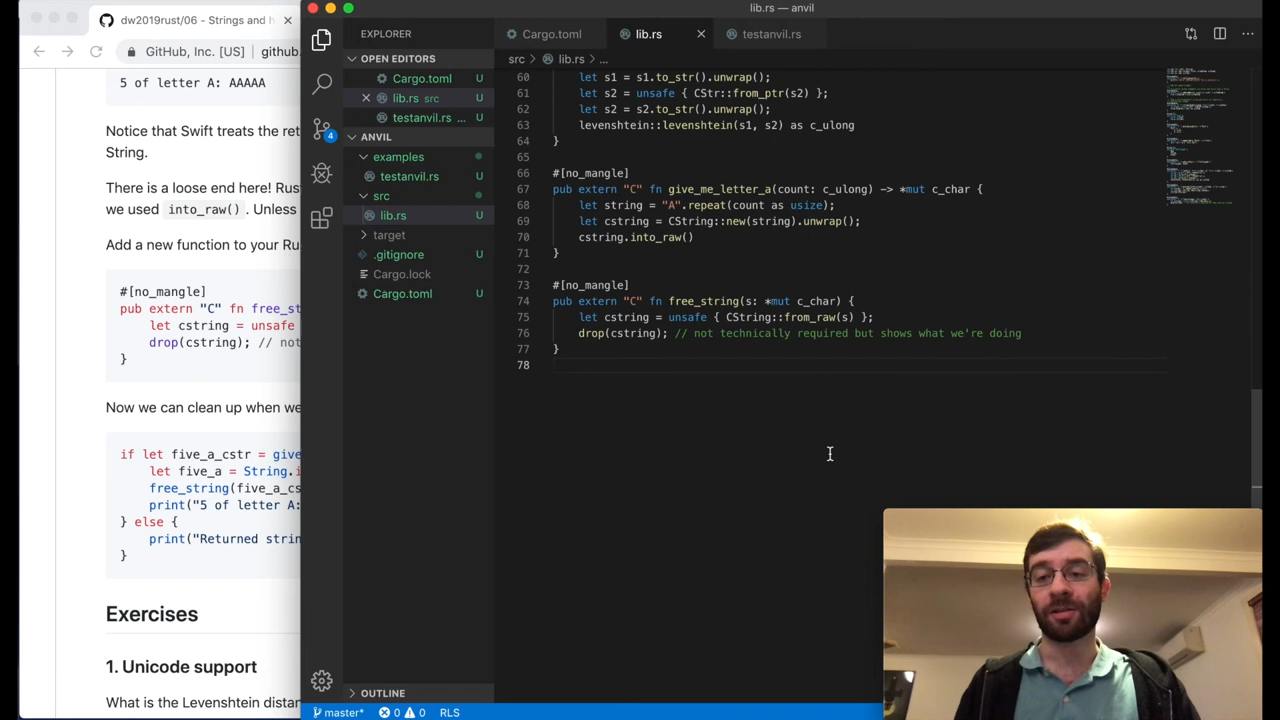 dw2019rust/06 - Strings and h
GitHub, Inc. [US]
github.
5 of letter A: AAAAA
Notice that Swift treats the ret
String.
There is a loose end here! Rus
we used into_raw() . Unless
Add a new function to your Ru
#[no_mangle]
pub extern "C" fn free_st
let cstring = unsafe
drop(cstring); // not
}
Now we can clean up when we
if let five_a_cstr = give
let five_a = String.i
free_string(five_a_cs
print("5 of letter A:
} else {
print("Returned strin
}
Exercises
1. Unicode support
What is the Levenshtein distan
lib.rs — anvil
EXPLORER
OPEN EDITORS
Cargo.toml U
lib.rs src U
testanvil.rs ... U
ANVIL
examples
testanvil.rs U
src
lib.rs U
target
.gitignore U
Cargo.lock
Cargo.toml U
4
OUTLINE
Cargo.toml
lib.rs
testanvil.rs
src > lib.rs > ...
60 let s1 = s1.to_str().unwrap();
61 let s2 = unsafe { CStr::from_ptr(s2) };
62 let s2 = s2.to_str().unwrap();
63 levenshtein::levenshtein(s1, s2) as c_ulong
64 }
65
66 #[no_mangle]
67 pub extern "C" fn give_me_letter_a(count: c_ulong) -> *mut c_char {
68 let string = "A".repeat(count as usize);
69 let cstring = CString::new(string).unwrap();
70 cstring.into_raw()
71 }
72
73 #[no_mangle]
74 pub extern "C" fn free_string(s: *mut c_char) {
75 let cstring = unsafe { CString::from_raw(s) };
76 drop(cstring); // not technically required but shows what we're doing
77 }
78
master* 0 0 RLS